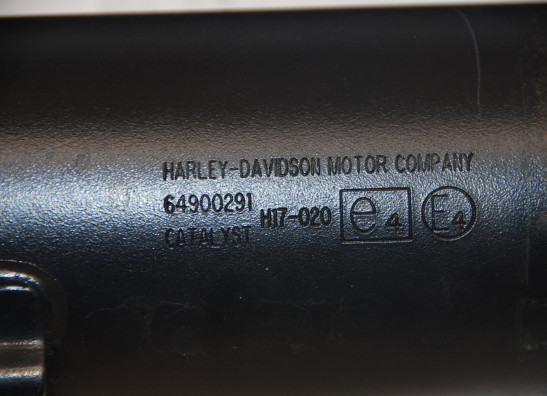 HARLEY-DAVIDSON MOTOR COMPANY
64900291
CATALYST H17-020 e4 E4